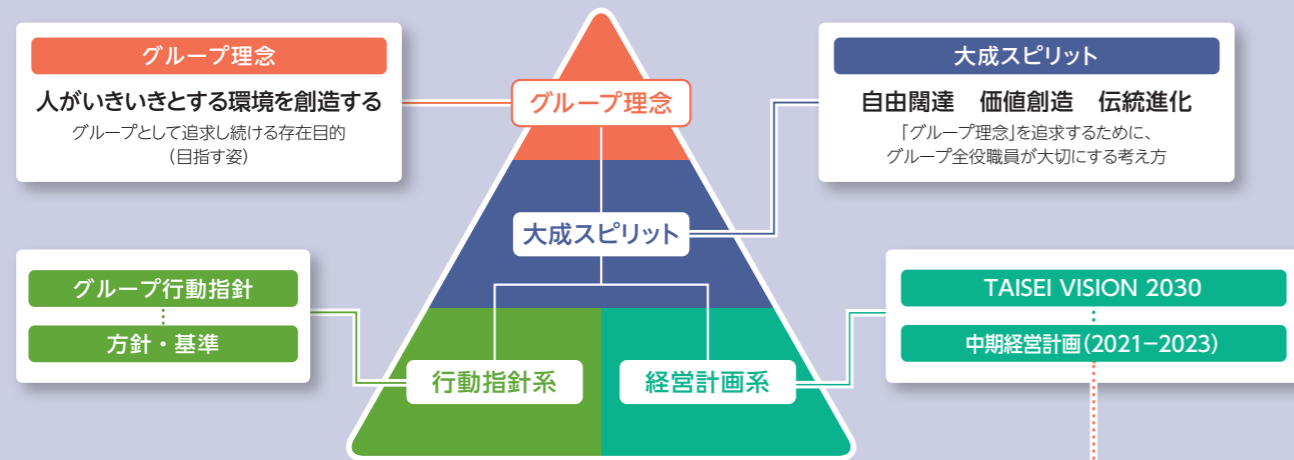 グループ理念
人がいきいきとする環境を創造する
グループとして追求し続ける存在目的
(目指す姿)
グループ理念
大成スピリット
自由闊達　価値創造　伝統進化
「グループ理念」を追求するために、
グループ全役職員が大切にする考え方
大成スピリット
グループ行動指針
方針・基準
行動指針系
経営計画系
TAISEI VISION 2030
中期経営計画(2021−2023)